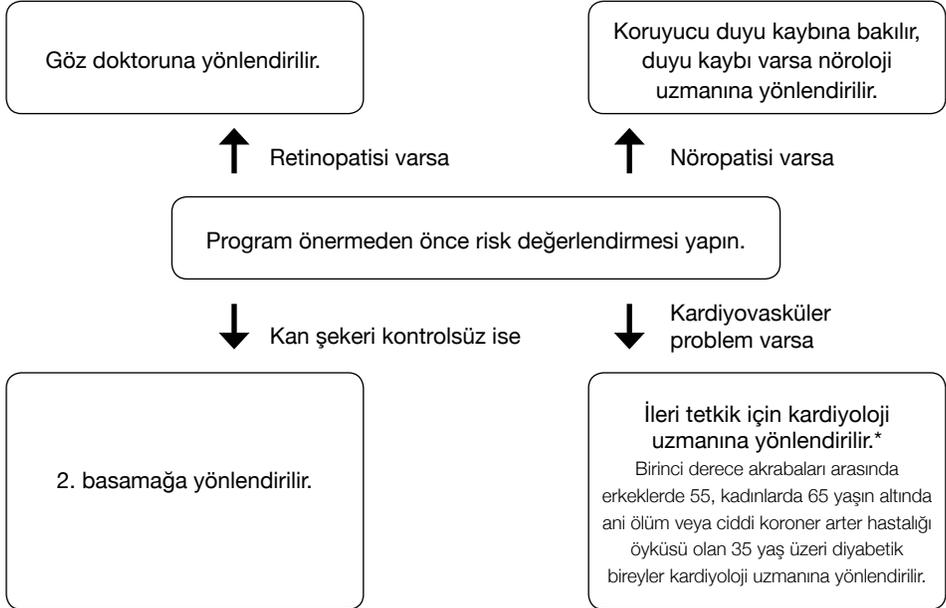 Göz doktoruna yönlendirilir.
Koruyucu duyu kaybına bakılır,
duyu kaybı varsa nöroloji
uzmanına yönlendirilir.
Retinopatisi varsa
Nöropatisi varsa
Program önermeden önce risk değerlendirmesi yapın.
Kan şekeri kontrolsüz ise
Kardiyovasküler
problem varsa
2. basamağa yönlendirilir.
İleri tetkik için kardiyoloji
uzmanına yönlendirilir.*
Birinci derece akrabaları arasında
erkeklerde 55, kadınlarda 65 yaşın altında
ani ölüm veya ciddi koroner arter hastalığı
öyküsü olan 35 yaş üzeri diyabetik
bireyler kardiyoloji uzmanına yönlendirilir.